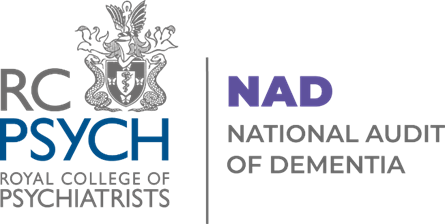 RC
PSYCH
ROYAL COLLEGE OF
PSYCHIATRISTS
NAD
NATIONAL AUDIT
OF DEMENTIA